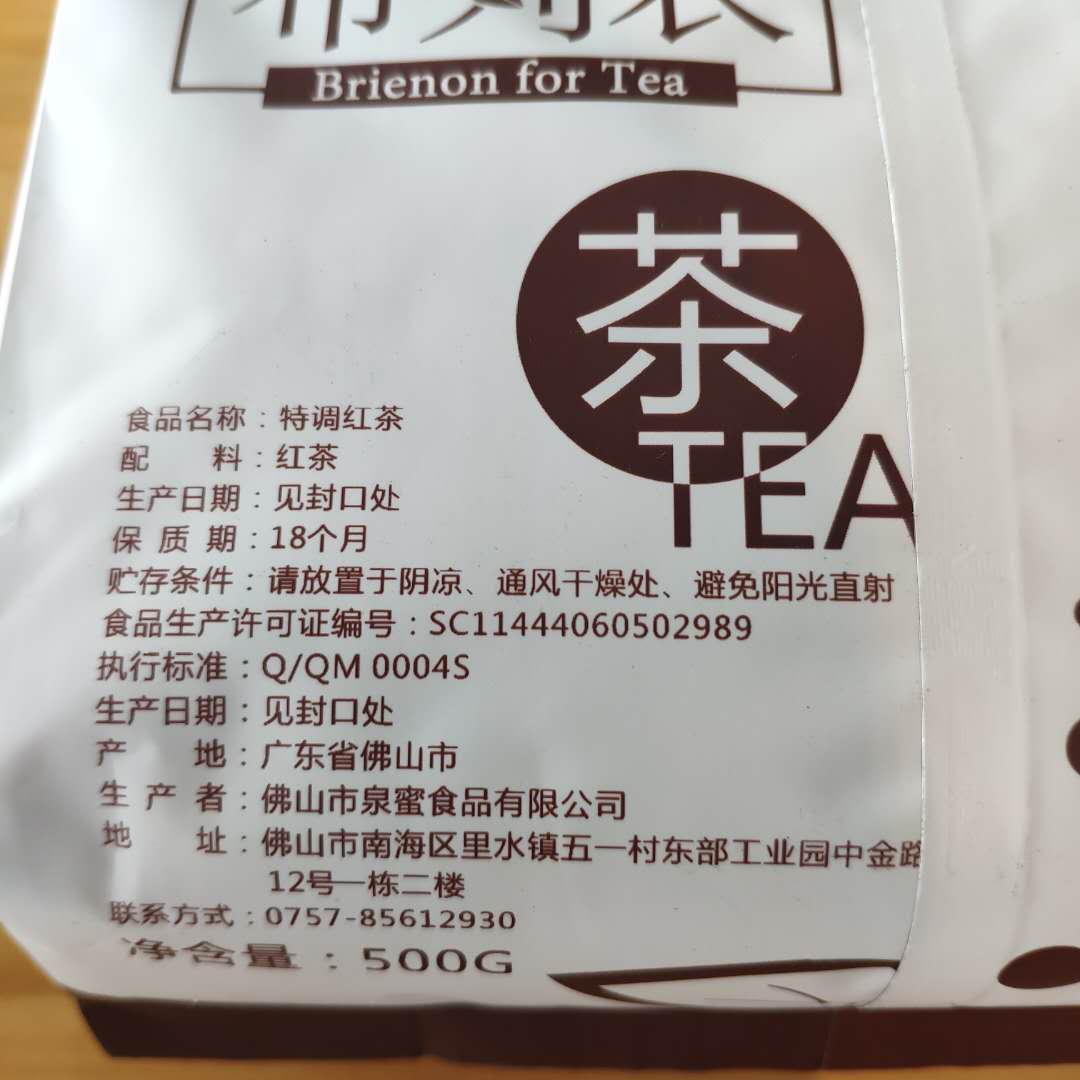 Brienon for Tea
茶
TEA
食品名称：特调红茶
配　　料：红茶
生产日期：见封口处
保 质 期：18个月
贮存条件：请放置于阴凉、通风干燥处、避免阳光直射
食品生产许可证编号：SC11444060502989
执行标准：Q/QM 0004S
生产日期：见封口处
产　　地：广东省佛山市
生 产 者：佛山市泉蜜食品有限公司
地　　址：佛山市南海区里水镇五一村东部工业园中金路
12号一栋二楼
联系方式：0757-85612930
净含量：500G